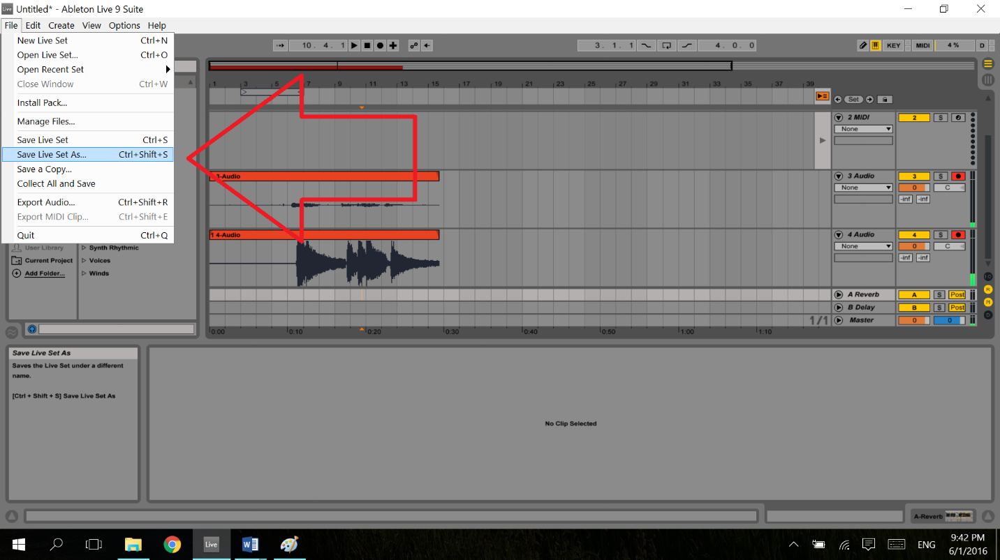 Live Untitled* - Ableton Live 9 Suite
File Edit Create View Options Help
New Live Set Ctrl+N
Open Live Set... Ctrl+O
Open Recent Set
Close Window Ctrl+W
Install Pack...
Manage Files...
Save Live Set Ctrl+S
Save Live Set As... Ctrl+Shift+S
Save a Copy...
Collect All and Save
Export Audio... Ctrl+Shift+R
Export MIDI Clip... Ctrl+Shift+E
Quit Ctrl+Q
User Library
Current Project
Add Folder...
Synth Rhythmic
Voices
Winds
10. 4. 1
3. 1. 1
4. 0. 0
KEY
MIDI
4 %
D
1 3 5 7 9 11 13 15 17 19 21 23 25 27 29 31 33 35 37 39
Set
2 MIDI 2 S
None
3-Audio
3 Audio 3 S
None 0 C
-inf -inf
1 4-Audio
4 Audio 4 S
None 0 C
-inf -inf
A Reverb A S Post
B Delay B S Post
1/1 Master 0 0
0:00 0:10 0:20 0:30 0:40 0:50 1:00 1:10
R
D
Save Live Set As
Saves the Live Set under a different
name.
[Ctrl + Shift + S] Save Live Set As
No Clip Selected
A-Reverb
Live
ENG
9:42 PM
6/1/2016